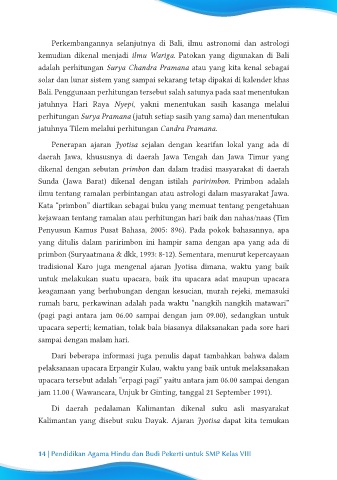 Perkembangannya selanjutnya di Bali, ilmu astronomi dan astrologi
kemudian dikenal menjadi ilmu Wariga. Patokan yang digunakan di Bali
adalah perhitungan Surya Chandra Pramana atau yang kita kenal sebagai
solar dan lunar sistem yang sampai sekarang tetap dipakai di kalender khas
Bali. Penggunaan perhitungan tersebut salah satunya pada saat menentukan
jatuhnya Hari Raya Nyepi, yakni menentukan sasih kasanga melalui
perhitungan Surya Pramana (jatuh setiap sasih yang sama) dan menentukan
jatuhnya Tilem melalui perhitungan Candra Pramana.
Penerapan ajaran Jyotisa sejalan dengan kearifan lokal yang ada di
daerah Jawa, khususnya di daerah Jawa Tengah dan Jawa Timur yang
dikenal dengan sebutan primbon dan dalam tradisi masyarakat di daerah
Sunda (Jawa Barat) dikenal dengan istilah paririmbon. Primbon adalah
ilmu tentang ramalan perbintangan atau astrologi dalam masyarakat Jawa.
Kata "primbon" diartikan sebagai buku yang memuat tentang pengetahuan
kejawaan tentang ramalan atau perhitungan hari baik dan nahas/naas (Tim
Penyusun Kamus Pusat Bahasa, 2005: 896). Pada pokok bahasannya, apa
yang ditulis dalam paririmbon ini hampir sama dengan apa yang ada di
primbon (Suryaatmana & dkk, 1993: 8-12). Sementara, menurut kepercayaan
tradisional Karo juga mengenal ajaran Jyotisa dimana, waktu yang baik
untuk melakukan suatu upacara, baik itu upacara adat maupun upacara
keagamaan yang berhubungan dengan kesucian, murah rejeki, memasuki
rumah baru, perkawinan adalah pada waktu "nangkih nangkih matawari"
(pagi pagi antara jam 06.00 sampai dengan jam 09.00), sedangkan untuk
upacara seperti; kematian, tolak bala biasanya dilaksanakan pada sore hari
sampai dengan malam hari.
Dari beberapa informasi juga penulis dapat tambahkan bahwa dalam
pelaksanaan upacara Erpangir Kulau, waktu yang baik untuk melaksanakan
upacara tersebut adalah "erpagi pagi" yaitu antara jam 06.00 sampai dengan
jam 11.00 ( Wawancara, Unjuk br Ginting, tanggal 21 September 1991).
Di daerah pedalaman Kalimantan dikenal suku asli masyarakat
Kalimantan yang disebut suku Dayak. Ajaran Jyotisa dapat kita temukan
14 | Pendidikan Agama Hindu dan Budi Pekerti untuk SMP Kelas VIII